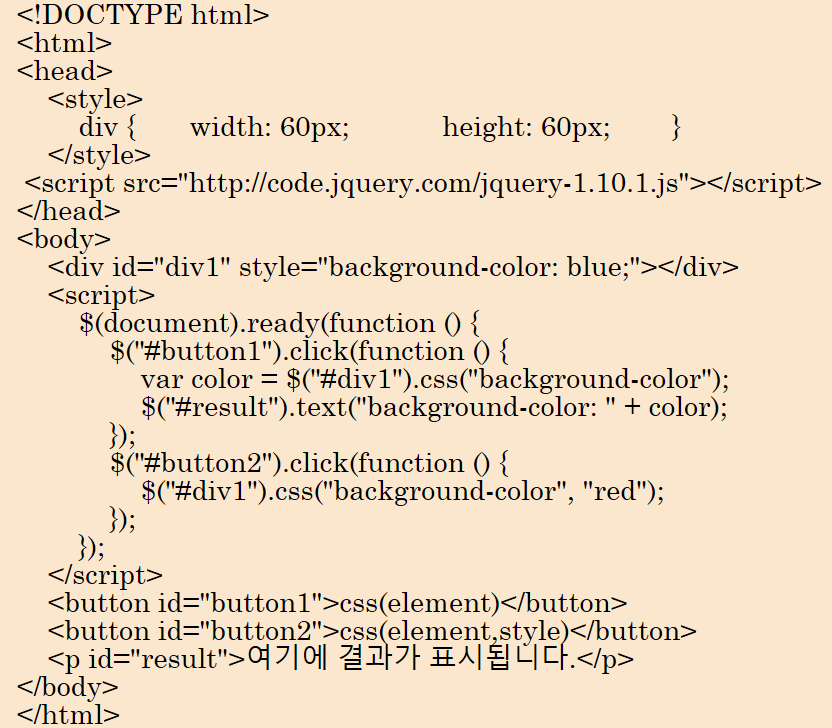 <!DOCTYPE html>
<html>
<head>
<style>
div { width: 60px; height: 60px; }
</style>
<script src="http://code.jquery.com/jquery-1.10.1.js"></script>
</head>
<body>
<div id="div1" style="background-color: blue;"></div>
<script>
$(document).ready(function () {
$("#button1").click(function () {
var color = $("#div1").css("background-color");
$("#result").text("background-color: " + color);
});
$("#button2").click(function () {
$("#div1").css("background-color", "red");
});
});
</script>
<button id="button1">css(element)</button>
<button id="button2">css(element,style)</button>
<p id="result">여기에 결과가 표시됩니다.</p>
</body>
</html>